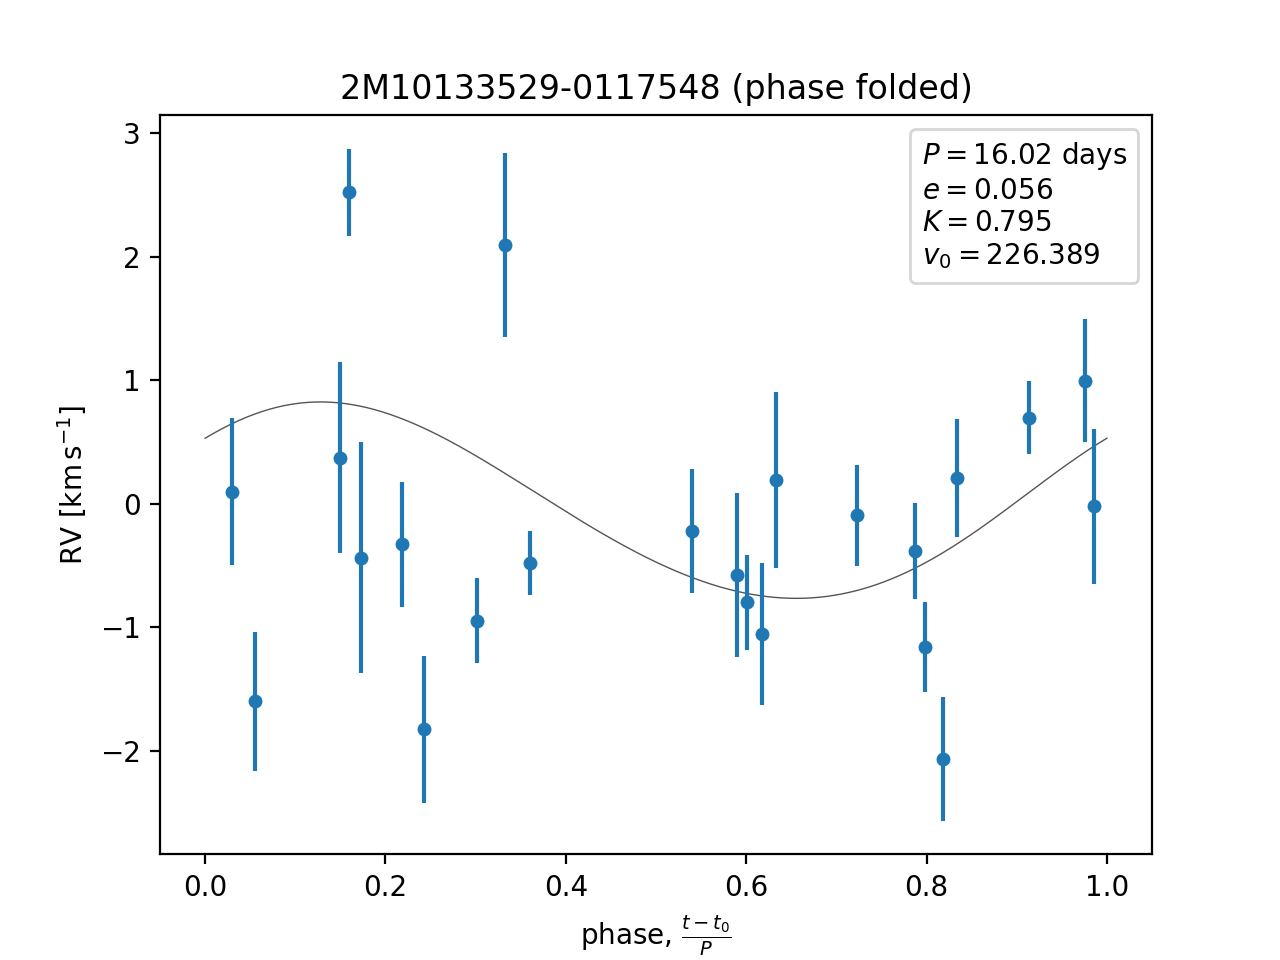 2M10133529-0117548 (phase folded)
P = 16.02 days
e = 0.056
K = 0.795
v₀ = 226.389
3
2
1
0
−1
−2
RV [km s⁻¹]
0.0 0.2 0.4 0.6 0.8 1.0
phase, (t − t₀)/P